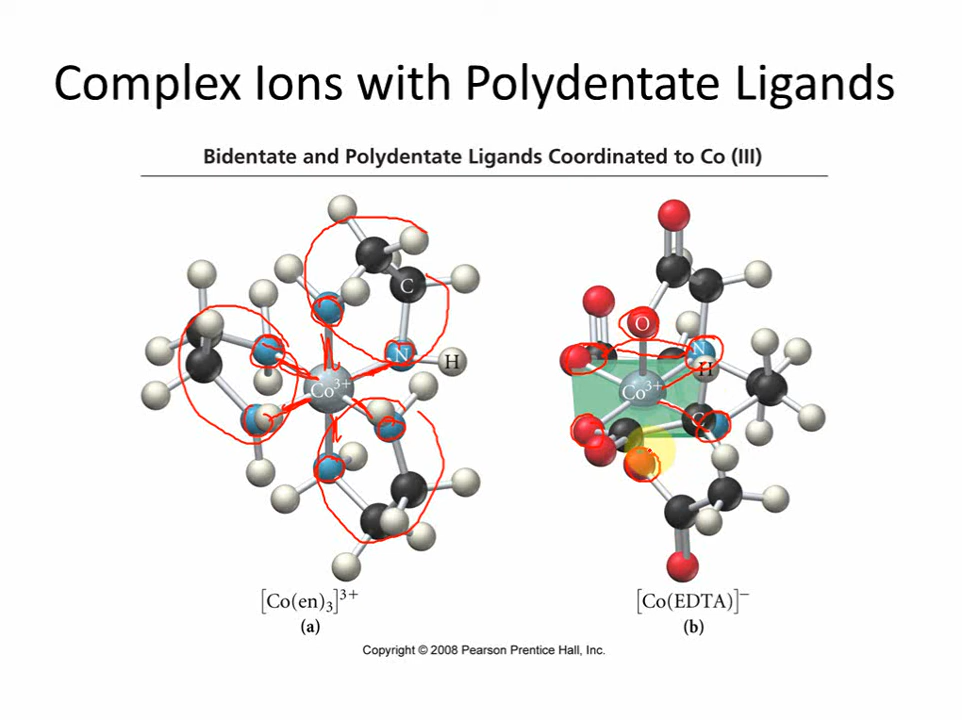 Complex Ions with Polydentate Ligands
Bidentate and Polydentate Ligands Coordinated to Co (III)
C
N
H
Co3+
O
N
H
Co3+
C
[Co(en)3]3+
(a)
[Co(EDTA)]−
(b)
Copyright © 2008 Pearson Prentice Hall, Inc.